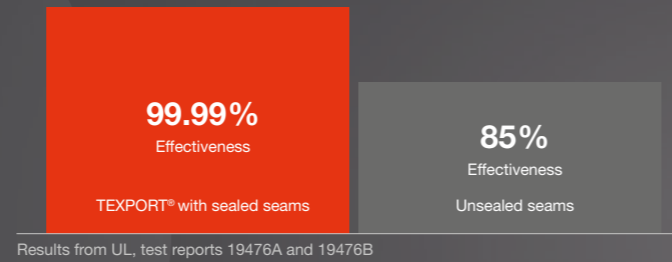 99.99%
Effectiveness
TEXPORT® with sealed seams
85%
Effectiveness
Unsealed seams
Results from UL, test reports 19476A and 19476B